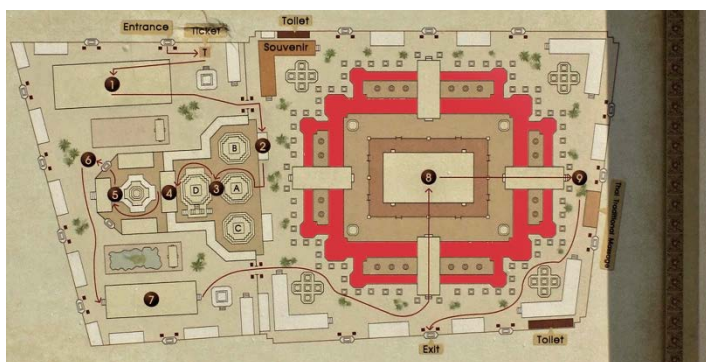 Entrance
Ticket
T
Toilet
Souvenir
1
2
B
6
5
4
D
3
A
C
8
9
Thai Traditional Massage
7
Exit
Toilet